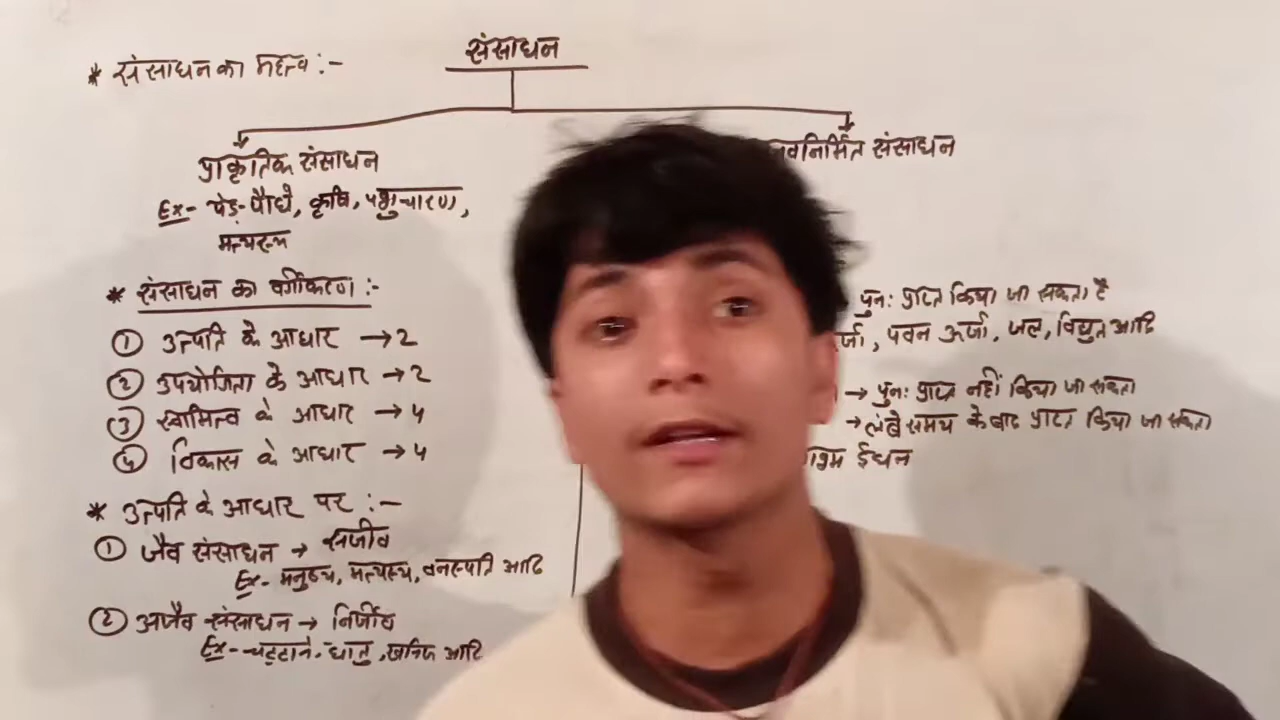 संसाधन
* संसाधन का महत्व :-
प्राकृतिक संसाधन
Ex- पेड़-पौधे, कृषि, पशुचारण,
मत्स्य
वनिर्मित संसाधन
* संसाधन का वर्गीकरण :-
① उत्पति के आधार → 2
② उपयोगिता के आधार → 2
③ स्वामित्व के आधार → 4
④ विकास के आधार → 4
* उत्पति के आधार पर :-
① जैव संसाधन → सजीव
Ex- मनुष्य, मत्स्य, वनस्पति आदि
② अजैव संसाधन → निर्जीव
Ex- चट्टाने, धातु, खनिज आदि
पुनः प्राप्त किया जा सकता है
र्जा, पवन ऊर्जा, जल, विद्युत आदि
→ पुनः प्राप्त नहीं किया जा सकता
→ लंबे समय के बाद प्राप्त किया जा सकता
ईंधन